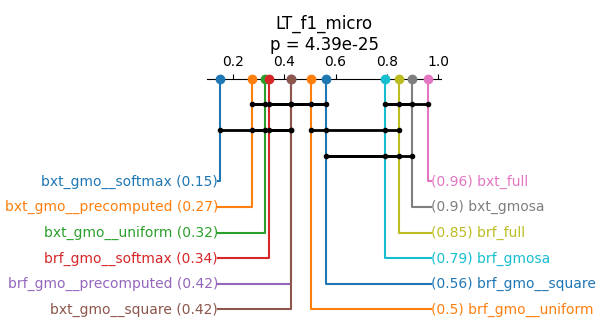 LT_f1_micro
p = 4.39e-25
0.2 0.4 0.6 0.8 1.0
bxt_gmo__softmax (0.15) (0.96) bxt_full
bxt_gmo__precomputed (0.27) (0.9) bxt_gmosa
bxt_gmo__uniform (0.32) (0.85) brf_full
brf_gmo__softmax (0.34) (0.79) brf_gmosa
brf_gmo__precomputed (0.42) (0.56) brf_gmo__square
bxt_gmo__square (0.42) (0.5) brf_gmo__uniform